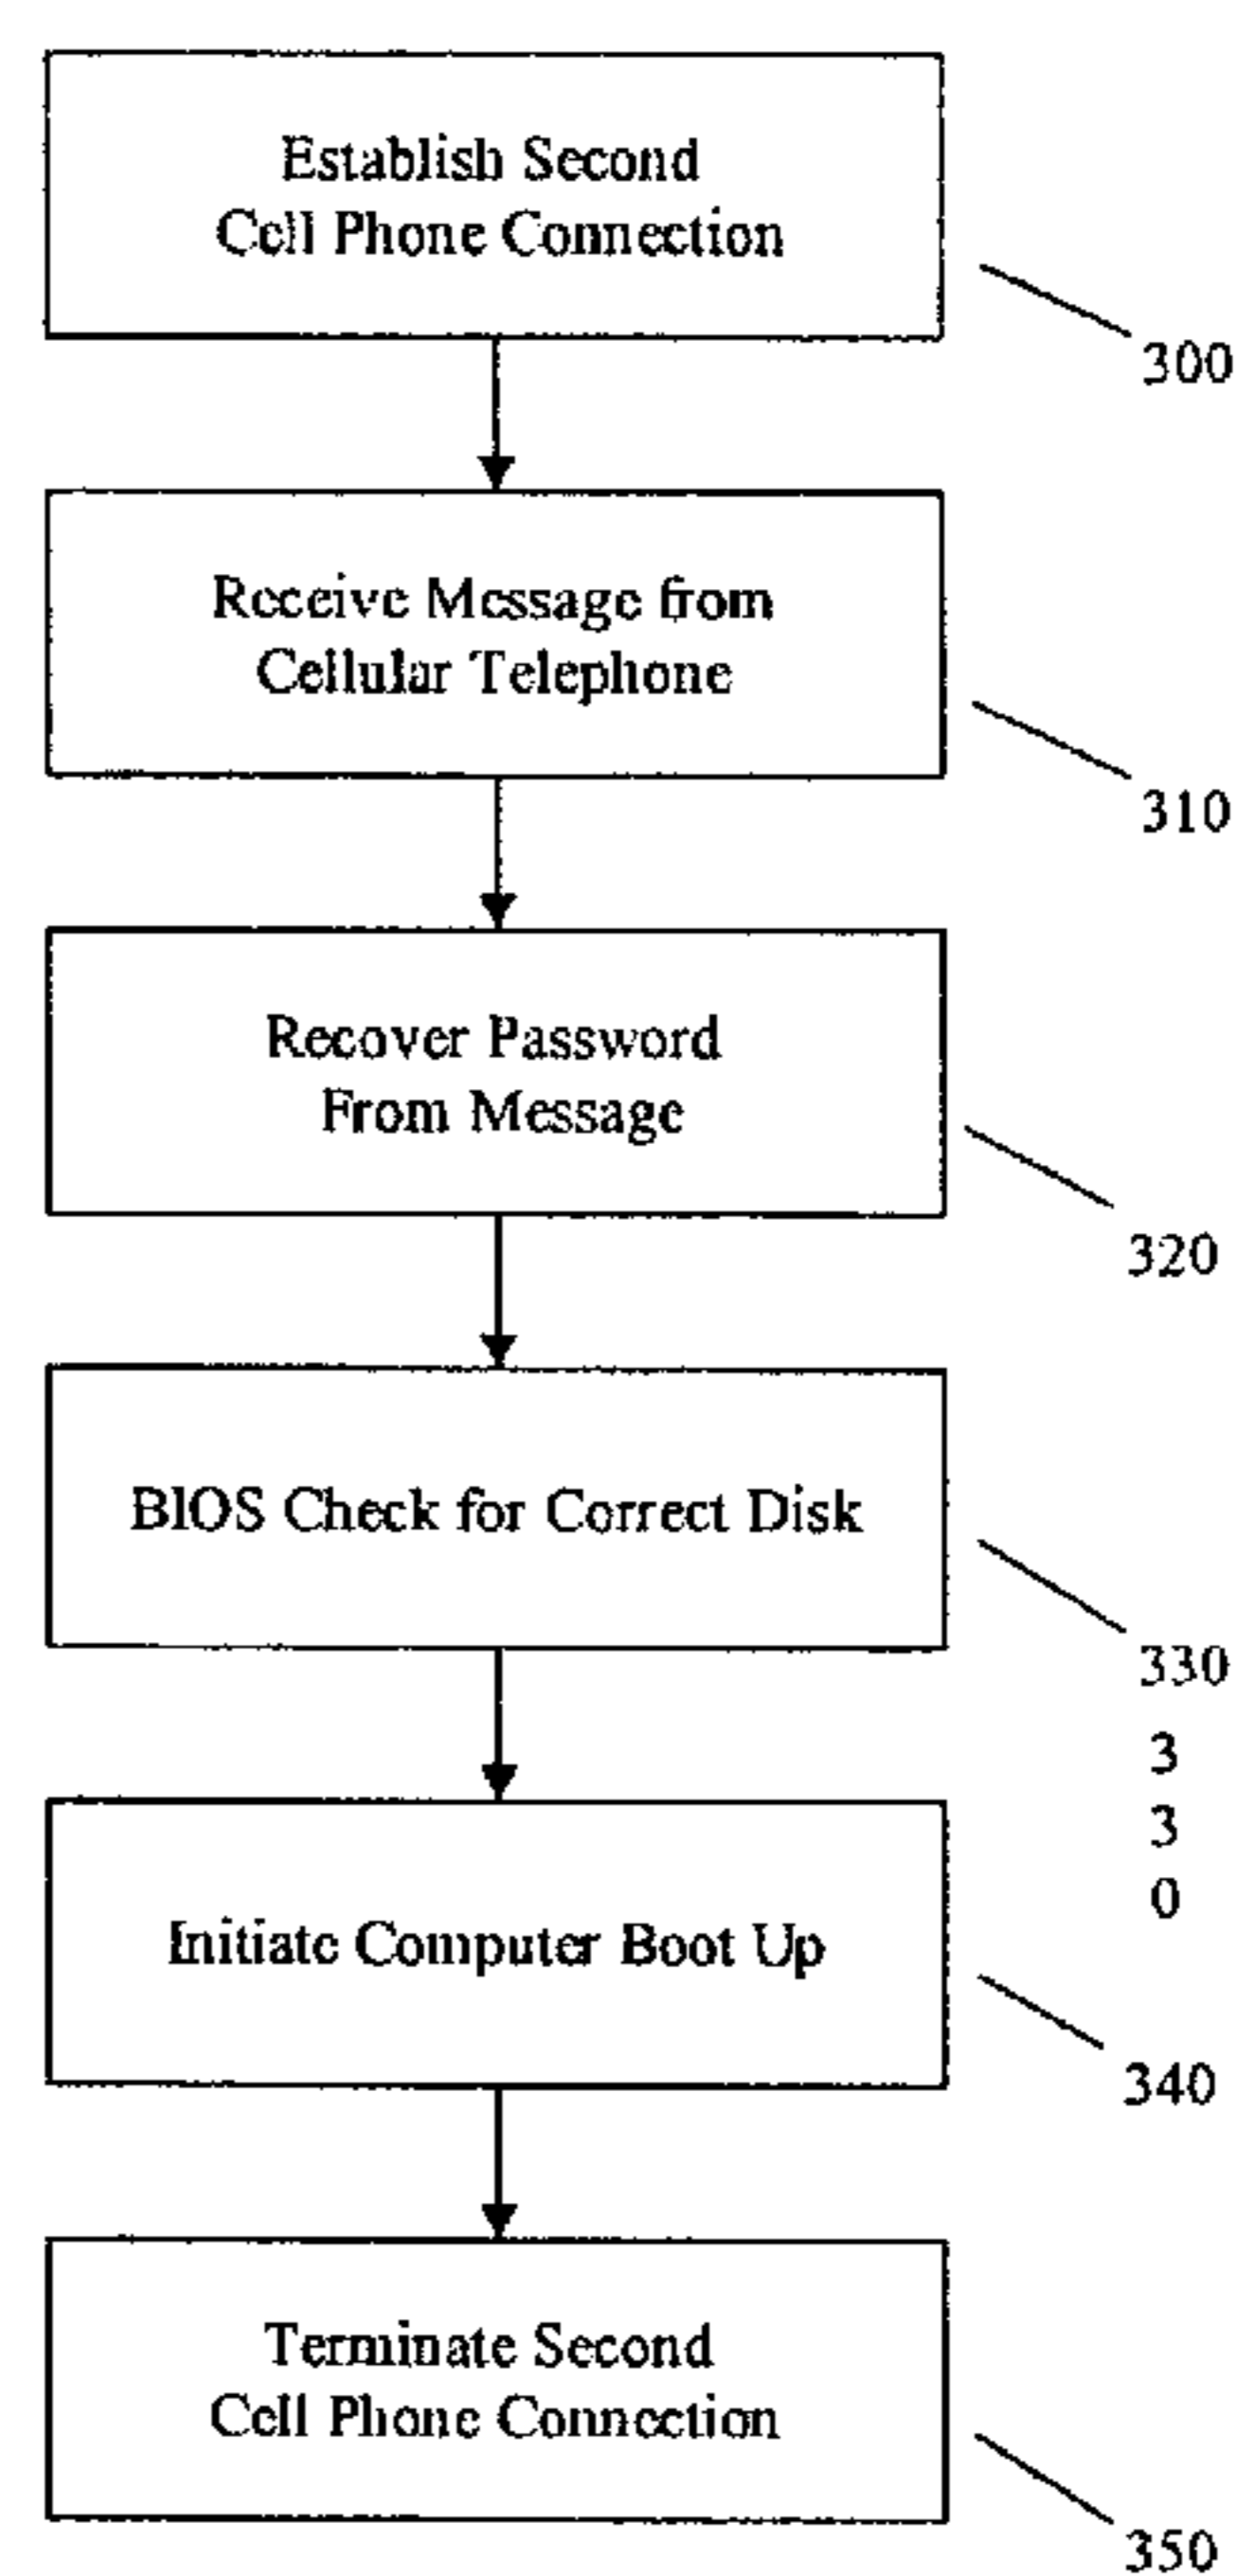 Establish Second
Cell Phone Connection
300
Receive Message from
Cellular Telephone
310
Recover Password
From Message
320
BIOS Check for Correct Disk
330
3
3
0
Initiate Computer Boot Up
340
Terminate Second
Cell Phone Connection
350